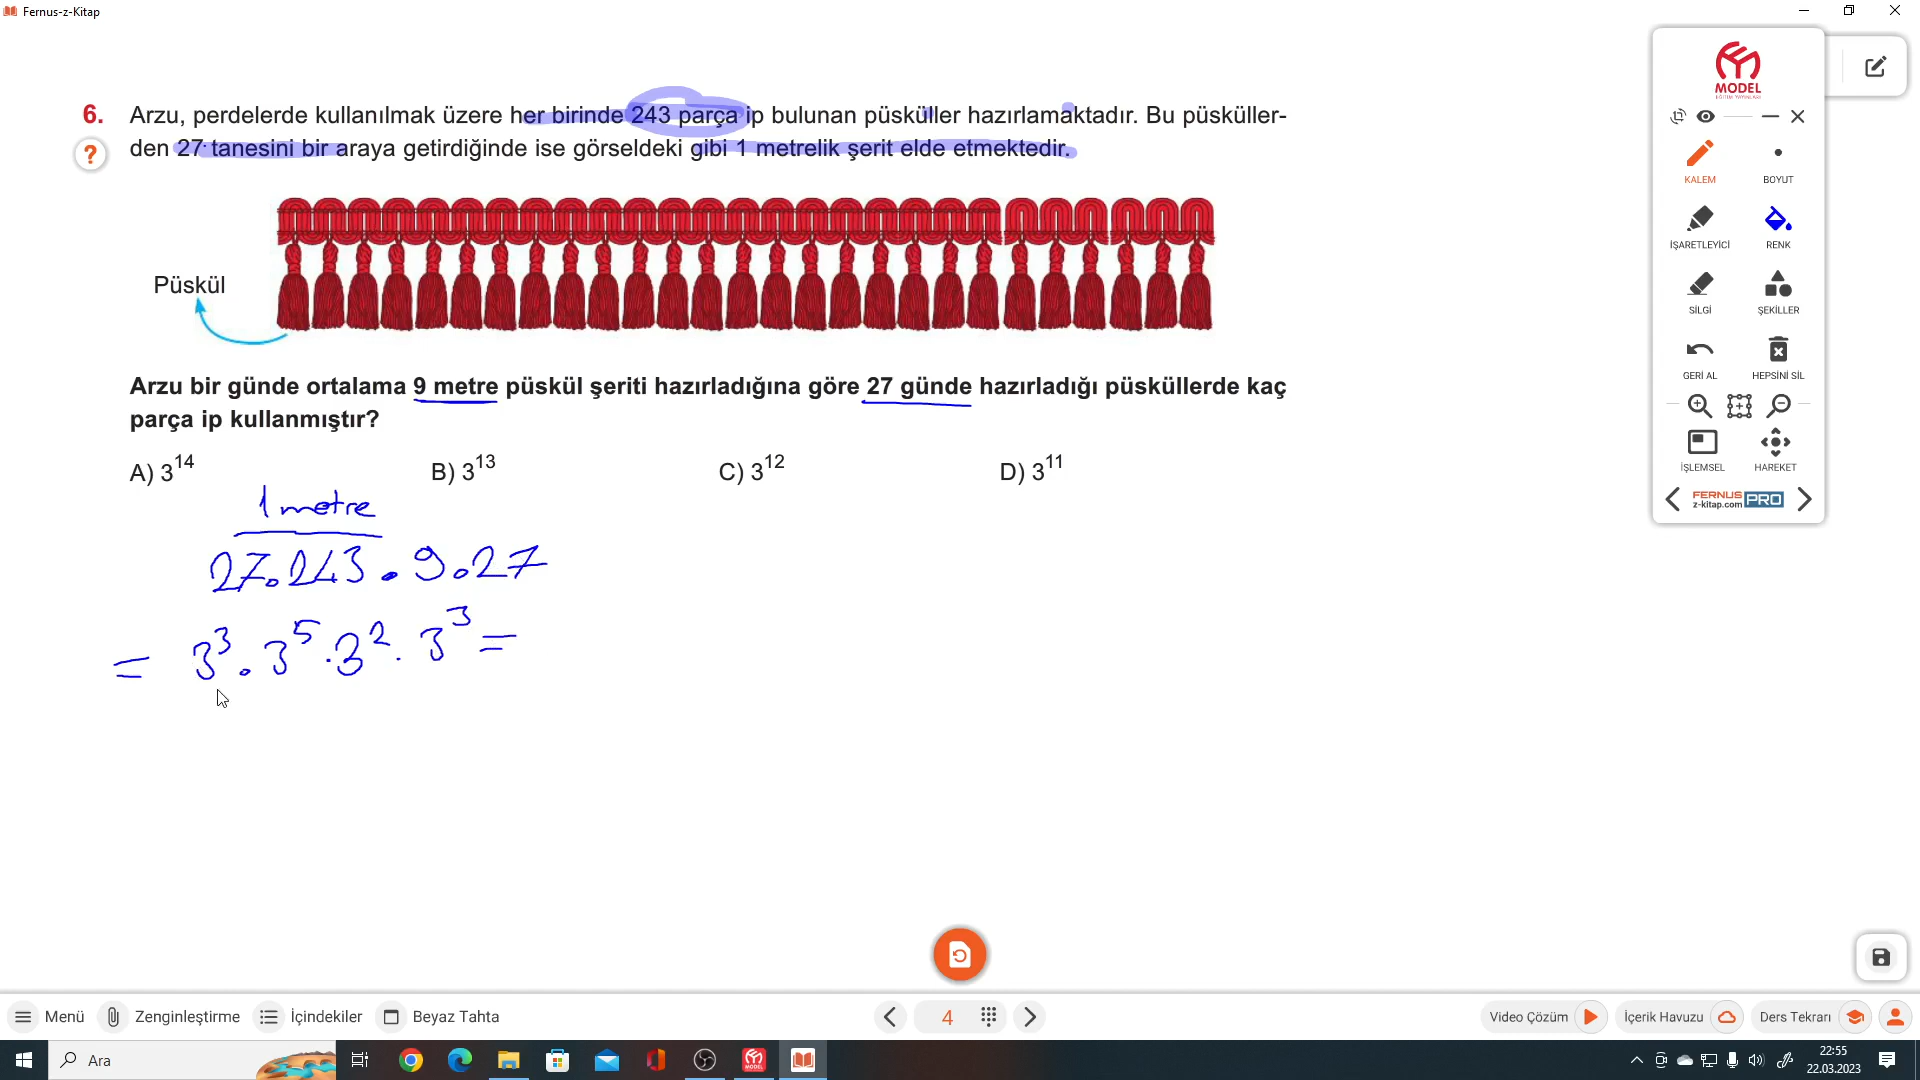 Fernus-z-Kitap
6. Arzu, perdelerde kullanılmak üzere her birinde 243 parça ip bulunan püsküller hazırlamaktadır. Bu püsküller-
? den 27 tanesini bir araya getirdiğinde ise görseldeki gibi 1 metrelik şerit elde etmektedir.
Püskül
Arzu bir günde ortalama 9 metre püskül şeriti hazırladığına göre 27 günde hazırladığı püsküllerde kaç
parça ip kullanmıştır?
A) 3^14 B) 3^13 C) 3^12 D) 3^11
1 metre
27.243.9.27
= 3^3 . 3^5 . 3^2 . 3^3 =
MODEL
EĞİTİM YAYINLARI
KALEM BOYUT
İŞARETLEYİCİ RENK
SİLGİ ŞEKİLLER
GERİ AL HEPSİNİ SİL
İŞLEMSEL HAREKET
FERNUS PRO
z-kitap.com
Menü Zenginleştirme İçindekiler Beyaz Tahta 4 Video Çözüm İçerik Havuzu Ders Tekrarı
Ara
MODEL
22:55
22.03.2023